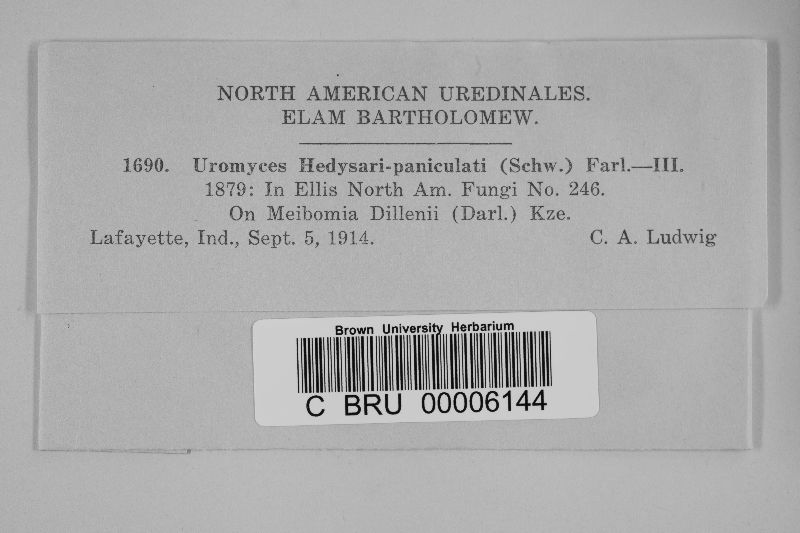 NORTH AMERICAN UREDINALES.
ELAM BARTHOLOMEW.
1690. Uromyces Hedysari-paniculati (Schw.) Farl.—III.
1879: In Ellis North Am. Fungi No. 246.
On Meibomia Dillenii (Darl.) Kze.
Lafayette, Ind., Sept. 5, 1914. C. A. Ludwig
Brown University Herbarium
C BRU 00006144